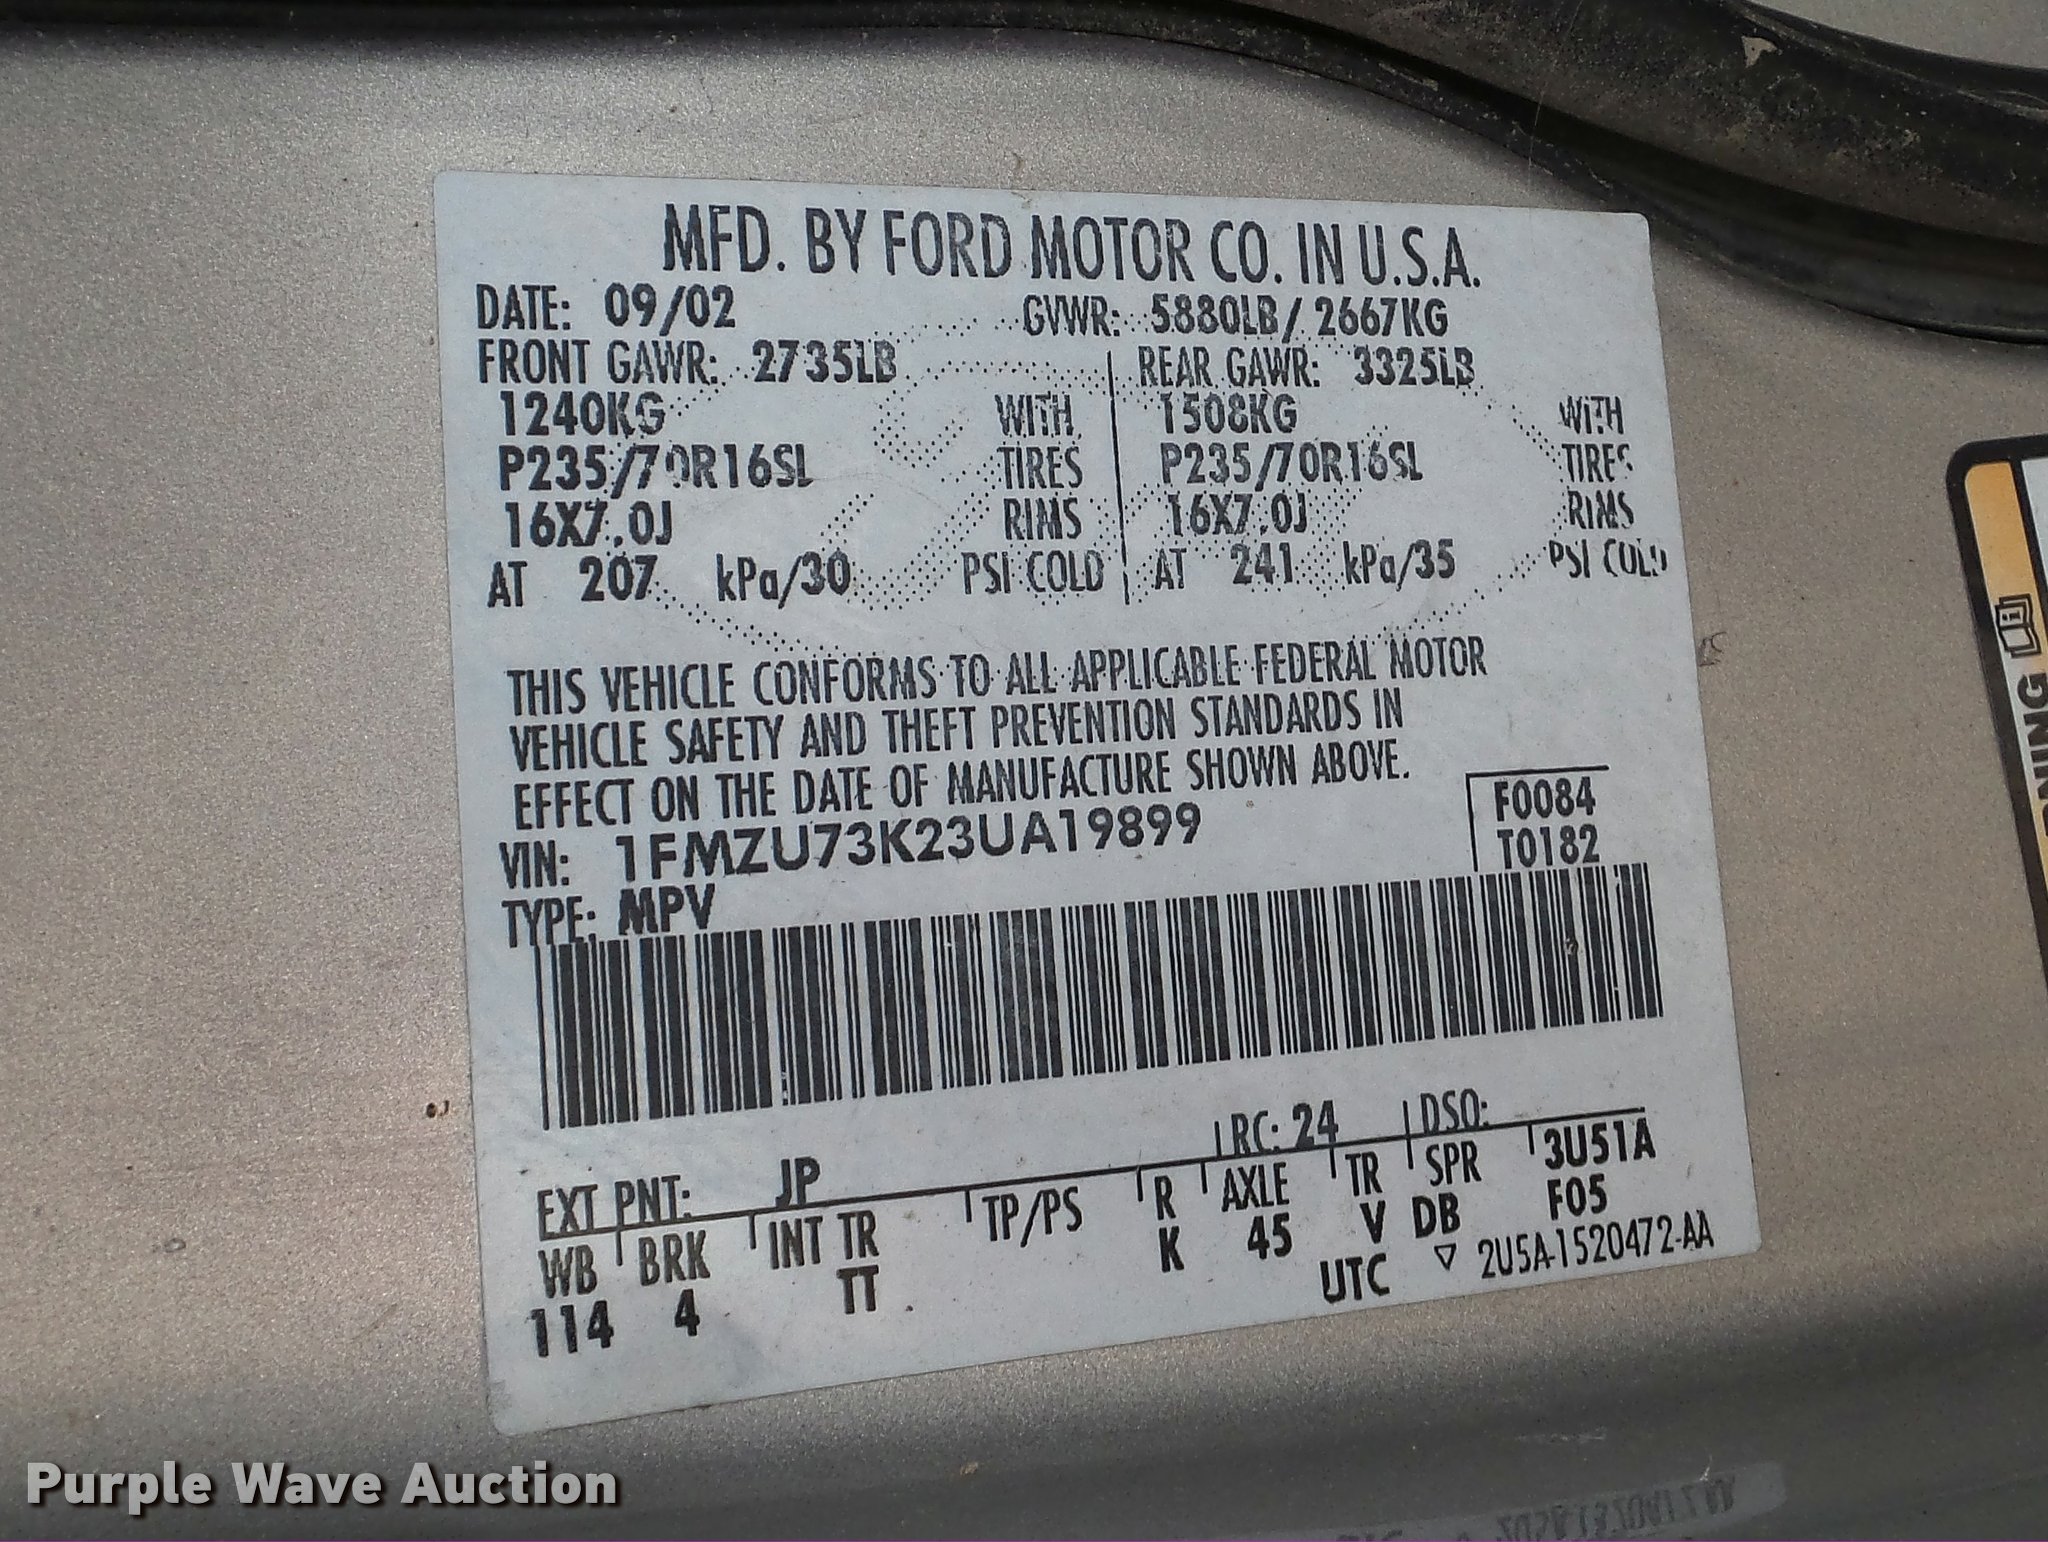 MFD. BY FORD MOTOR CO. IN U.S.A.
DATE: 09/02 GVWR: 5880LB/ 2667KG
FRONT GAWR: 2735LB REAR GAWR: 3325LB
1240KG WITH 1508KG WITH
P235/70R16SL TIRES P235/70R16SL TIRES
16X7.0J RIMS 16X7.0J RIMS
AT 207 kPa/30 PSI COLD AT 241 kPa/35 PSI COLD
THIS VEHICLE CONFORMS TO ALL APPLICABLE FEDERAL MOTOR
VEHICLE SAFETY AND THEFT PREVENTION STANDARDS IN
EFFECT ON THE DATE OF MANUFACTURE SHOWN ABOVE.
VIN: 1FMZU73K23UA19899 F0084
TYPE: MPV T0182
EXT PNT: JP RC: 24 DSO:
WB BRK INT TR TP/PS R AXLE TR SPR 3U51A
114 4 TT K 45 V DB F05
UTC ▽ 2U5A-1520472-AA
Purple Wave Auction